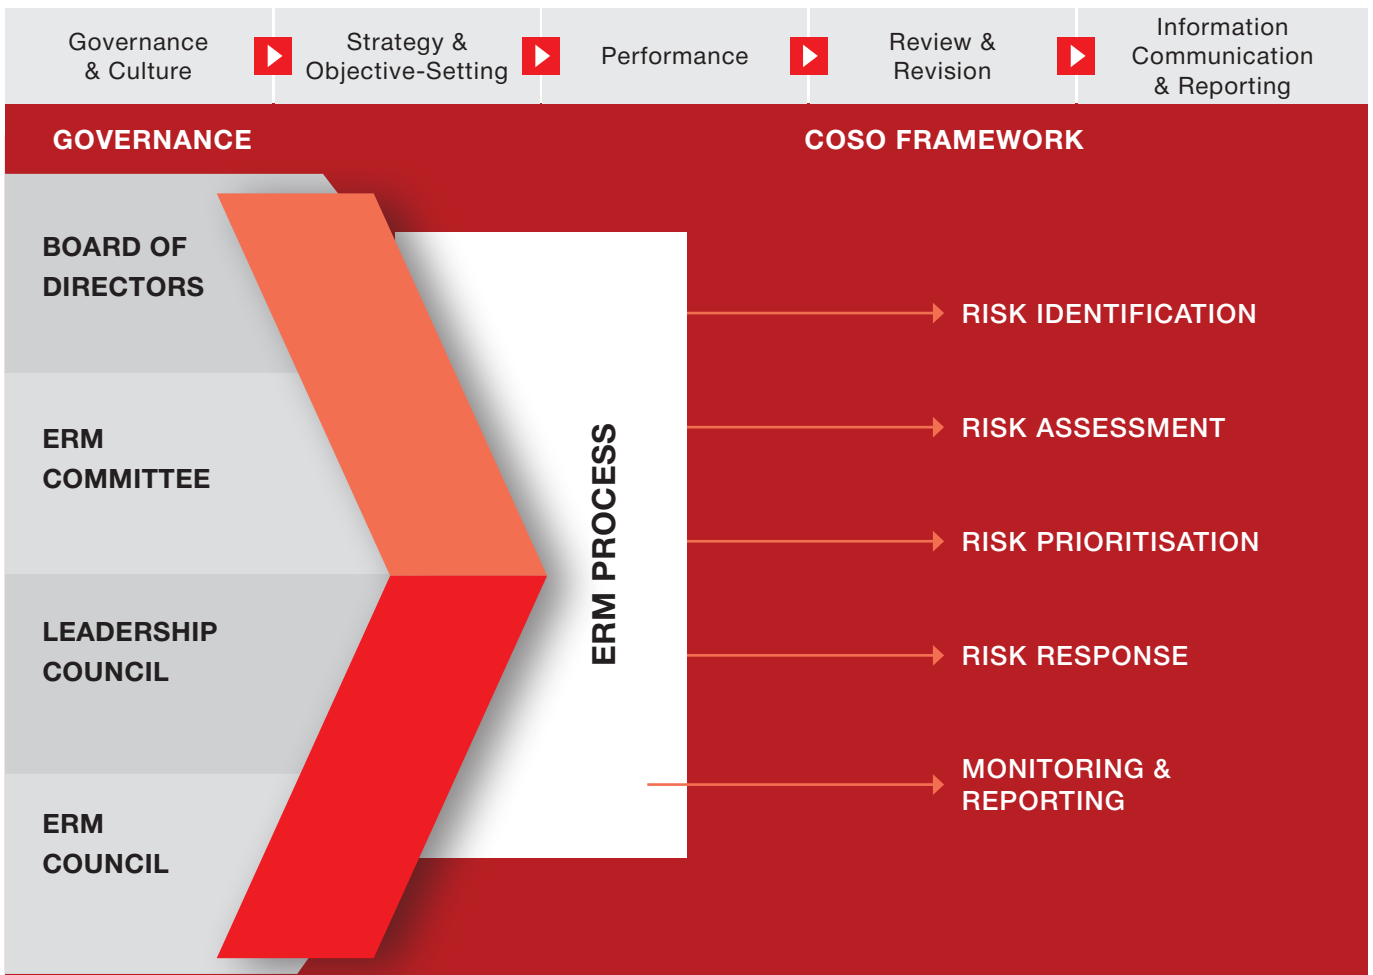 Governance
& Culture
Strategy &
Objective-Setting
Performance
Review &
Revision
Information
Communication
& Reporting
GOVERNANCE
COSO FRAMEWORK
BOARD OF
DIRECTORS
ERM
COMMITTEE
LEADERSHIP
COUNCIL
ERM
COUNCIL
ERM PROCESS
RISK IDENTIFICATION
RISK ASSESSMENT
RISK PRIORITISATION
RISK RESPONSE
MONITORING &
REPORTING